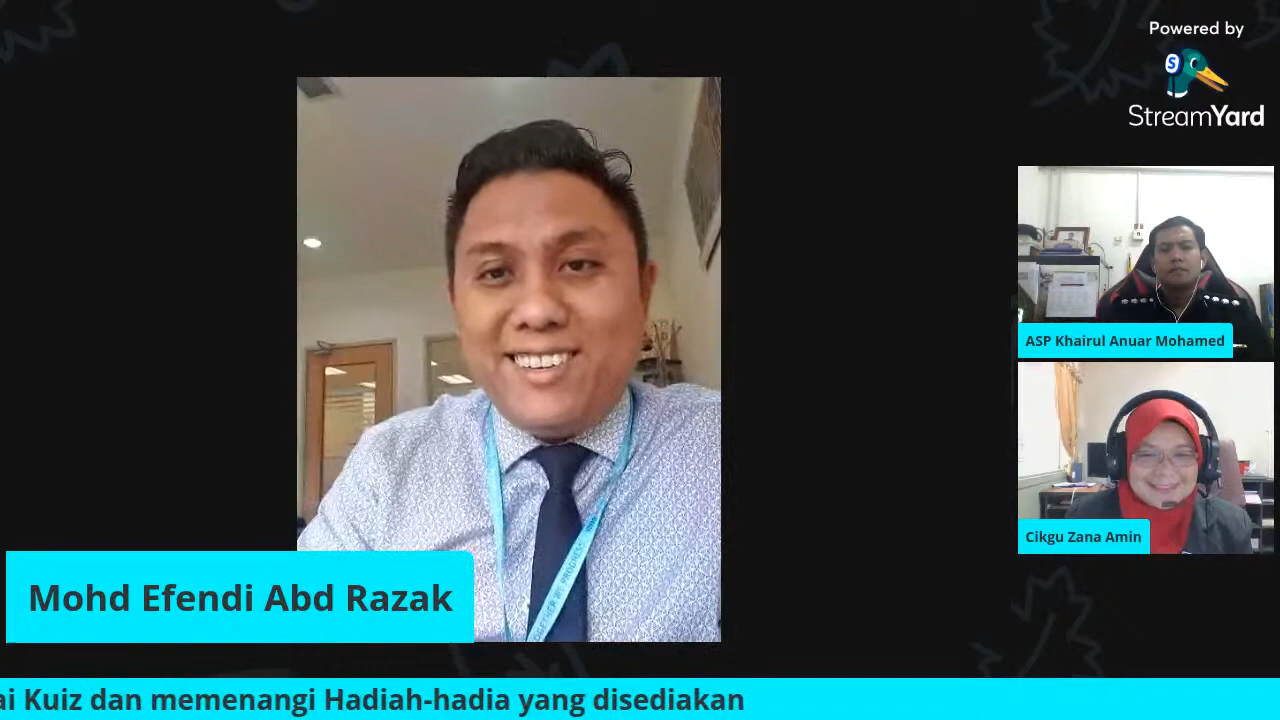 Powered by
StreamYard
ASP Khairul Anuar Mohamed
Cikgu Zana Amin
Mohd Efendi Abd Razak
ai Kuiz dan memenangi Hadiah-hadia yang disediakan